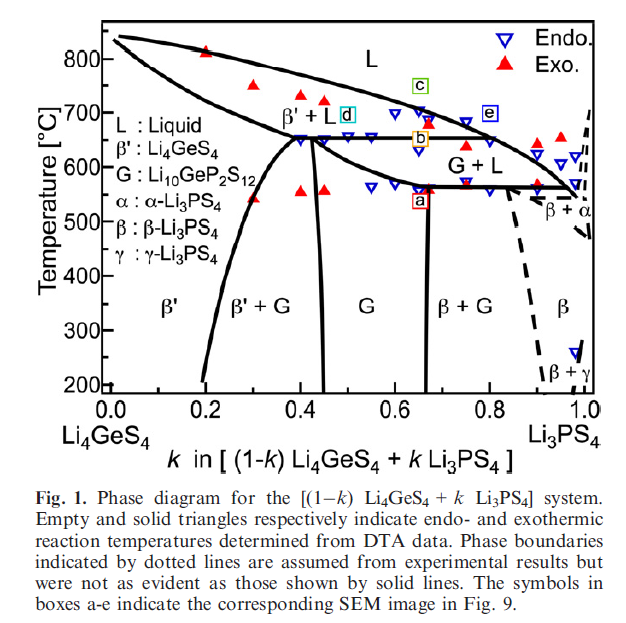 800
700
600
500
400
300
200
Temperature [°C]
L
Endo.
Exo.
c
d
e
β' + L
b
G + L
a
L : Liquid
β' : Li4GeS4
G : Li10GeP2S12
α : α-Li3PS4
β : β-Li3PS4
γ : γ-Li3PS4
β + α
β'
β' + G
G
β + G
β
β + γ
0.0 0.2 0.4 0.6 0.8 1.0
Li4GeS4
Li3PS4
k in [ (1-k) Li4GeS4 + k Li3PS4 ]
Fig. 1. Phase diagram for the [(1−k) Li4GeS4 + k Li3PS4] system.
Empty and solid triangles respectively indicate endo- and exothermic
reaction temperatures determined from DTA data. Phase boundaries
indicated by dotted lines are assumed from experimental results but
were not as evident as those shown by solid lines. The symbols in
boxes a-e indicate the corresponding SEM image in Fig. 9.